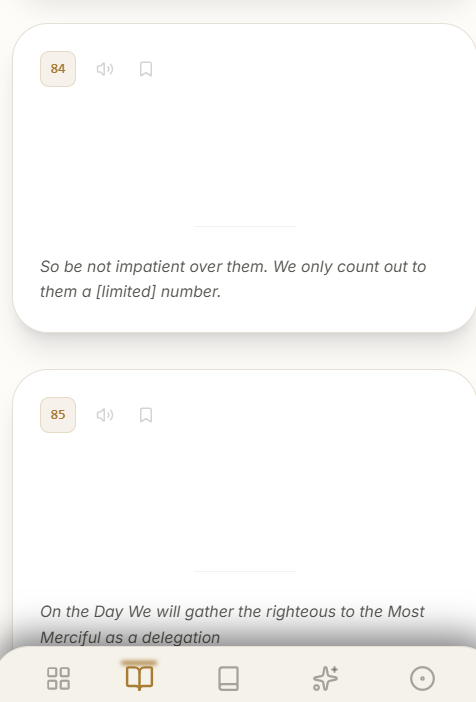 84
So be not impatient over them. We only count out to
them a [limited] number.
85
On the Day We will gather the righteous to the Most
Merciful as a delegation